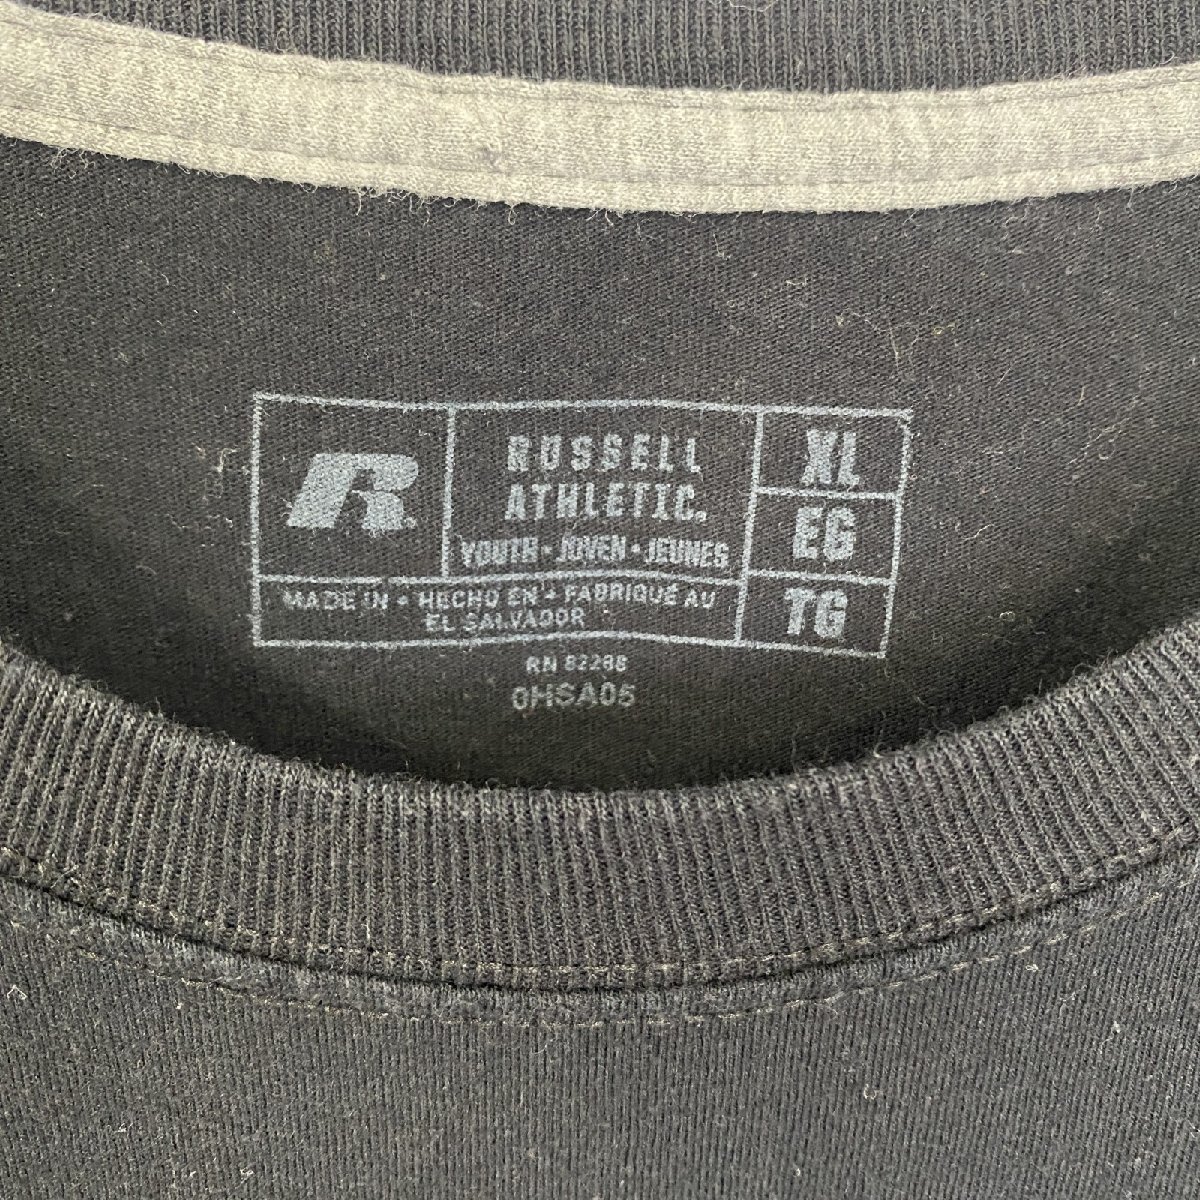 R
RUSSELL
ATHLETIC®
YOUTH • JOVEN • JEUNES
XL
EG
TG
MADE IN • HECHO EN • FABRIQUÉ AU
EL SALVADOR
RN 82288
0HSA05